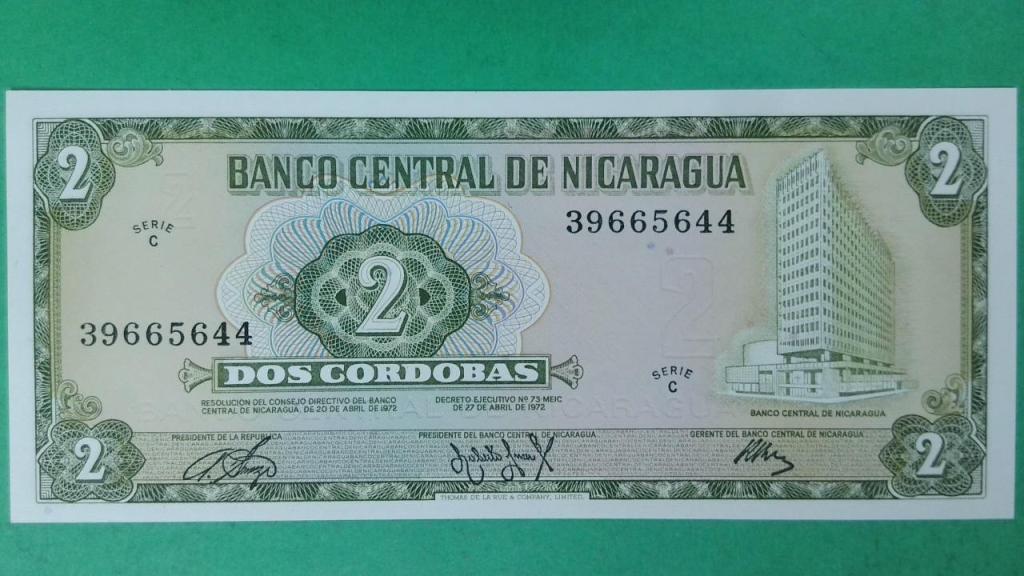 2
2
BANCO CENTRAL DE NICARAGUA
39665644
SERIE
C
2
39665644
DOS CORDOBAS
SERIE
C
RESOLUCION DEL CONSEJO DIRECTIVO DEL BANCO
CENTRAL DE NICARAGUA, DE 20 DE ABRIL DE 1972
DECRETO EJECUTIVO Nº 73-MEIC
DE 27 DE ABRIL DE 1972
BANCO CENTRAL DE NICARAGUA
2
2
PRESIDENTE DE LA REPUBLICA
PRESIDENTE DEL BANCO CENTRAL DE NICARAGUA
GERENTE DEL BANCO CENTRAL DE NICARAGUA
THOMAS DE LA RUE & COMPANY, LIMITED.